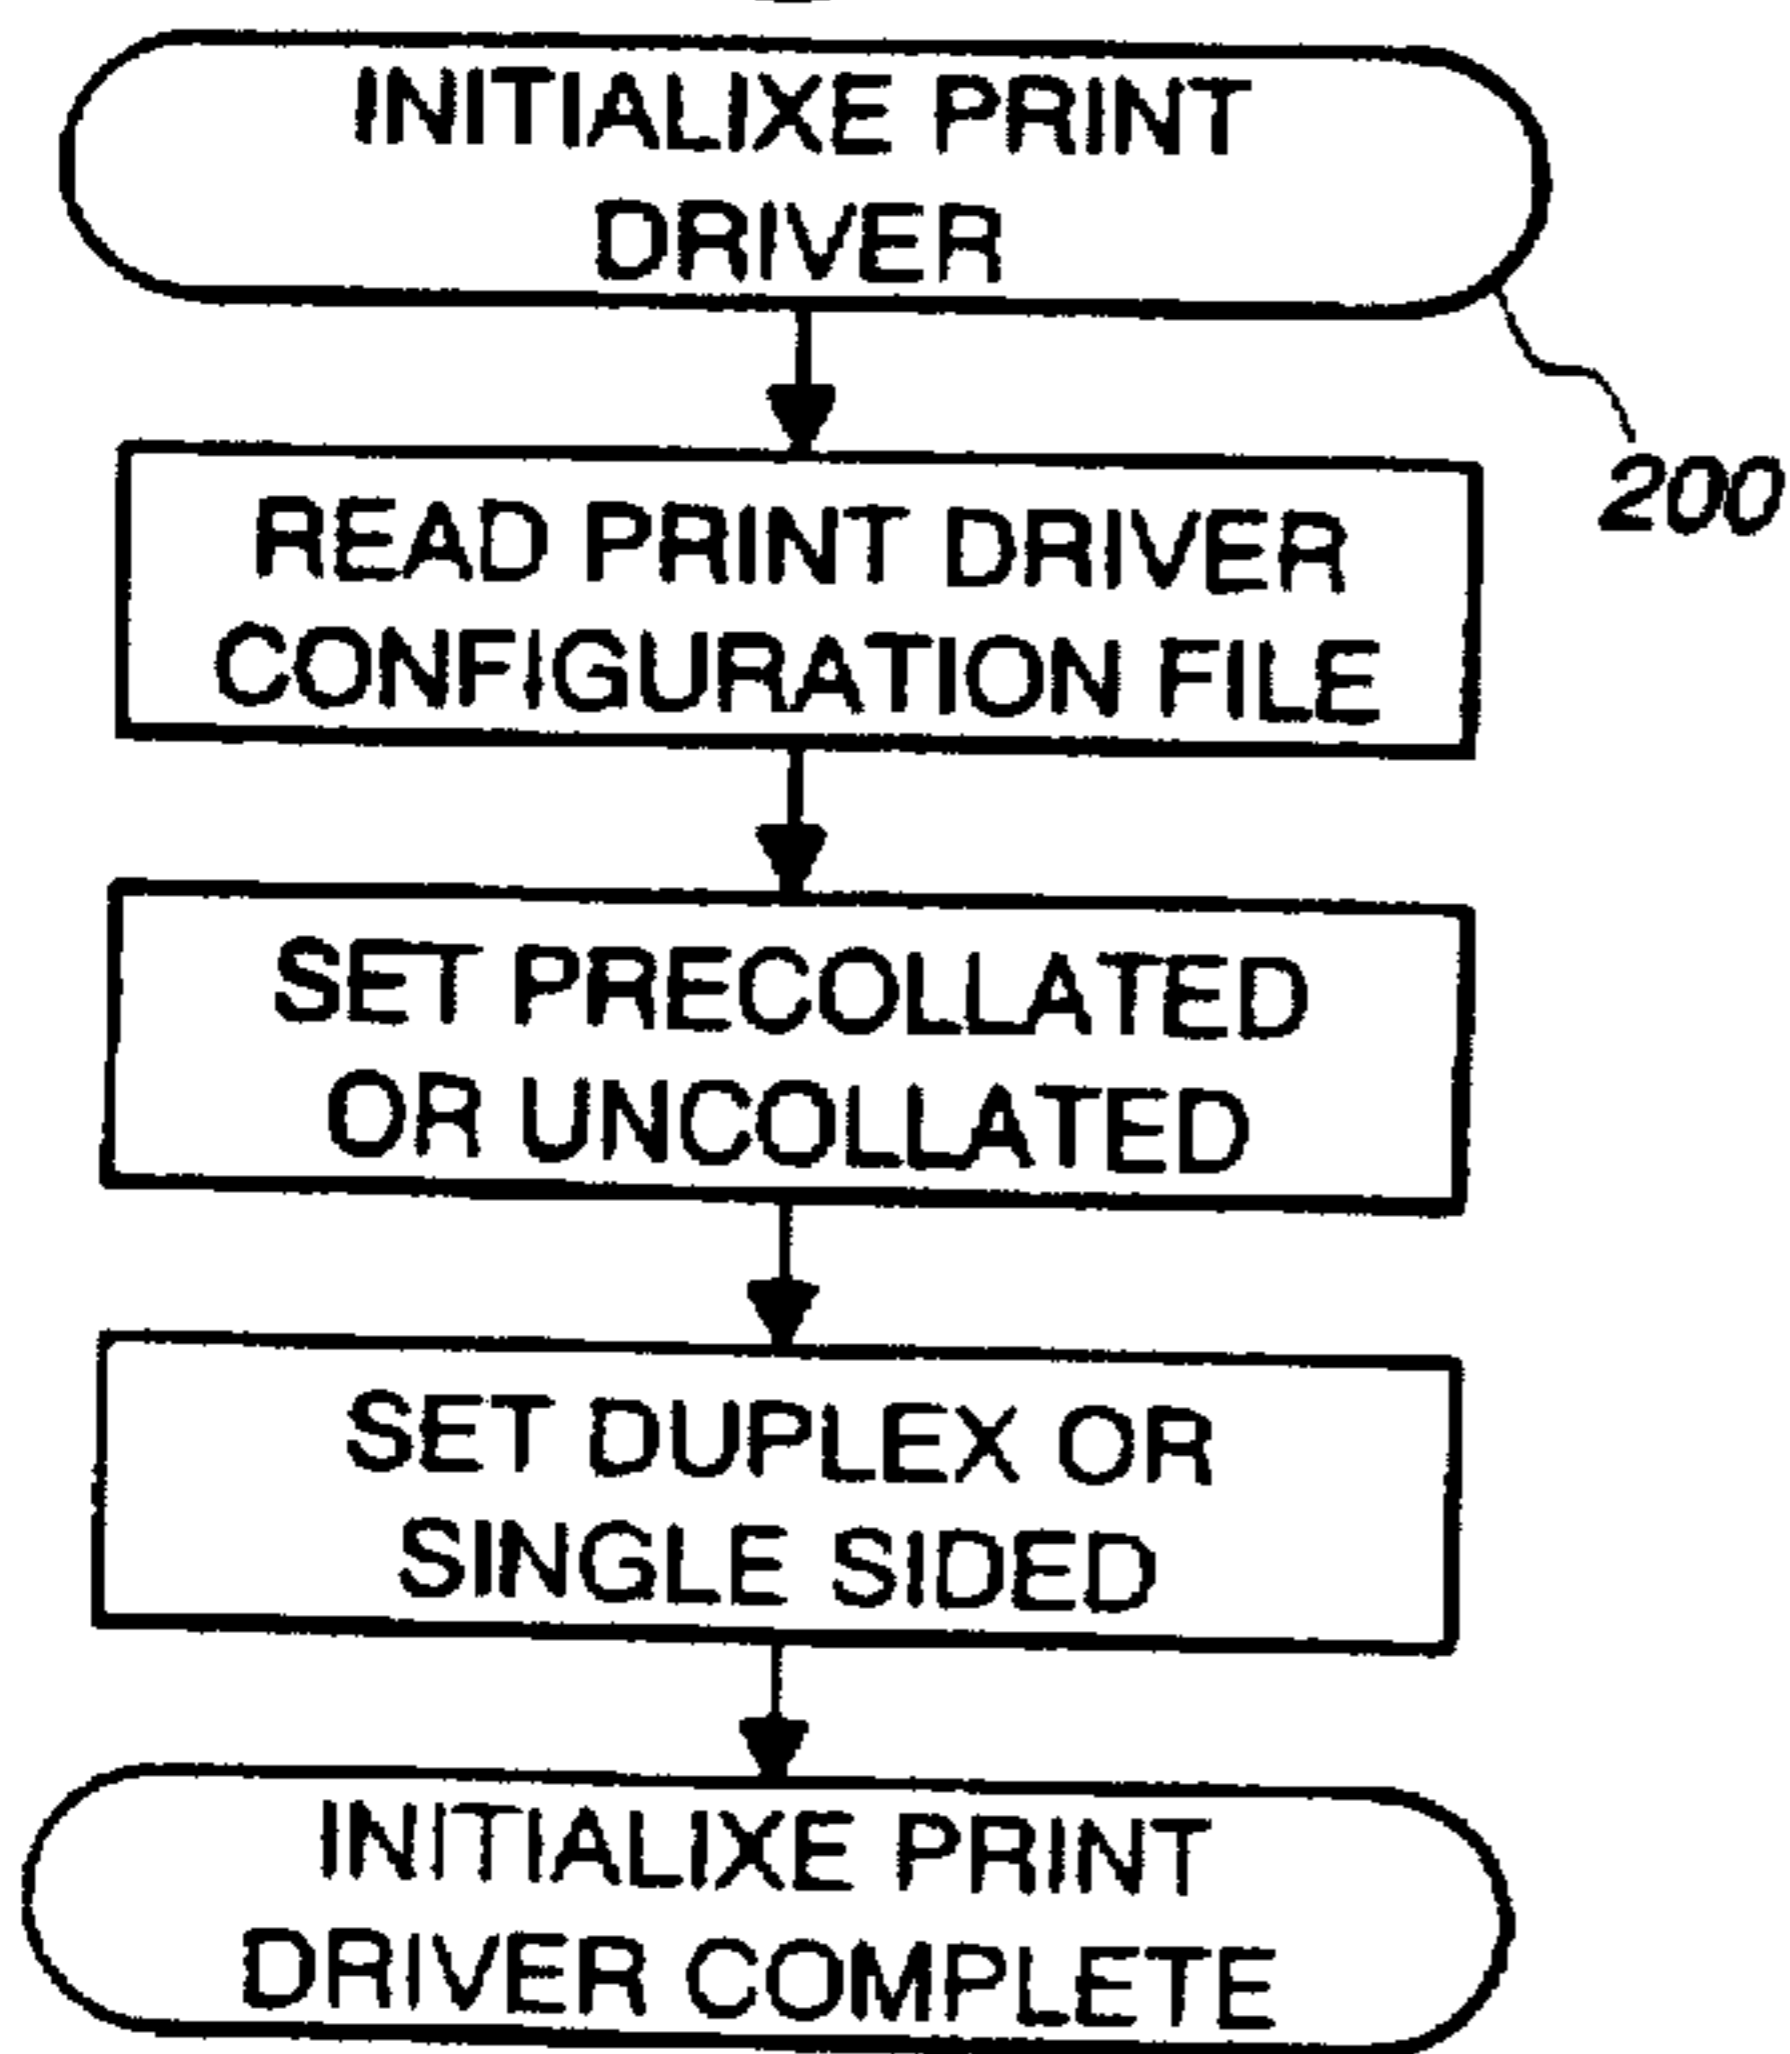 INITIALIXE PRINT
DRIVER
200
READ PRINT DRIVER
CONFIGURATION FILE
SET PRECOLLATED
OR UNCOLLATED
SET DUPLEX OR
SINGLE SIDED
INITIALIXE PRINT
DRIVER COMPLETE